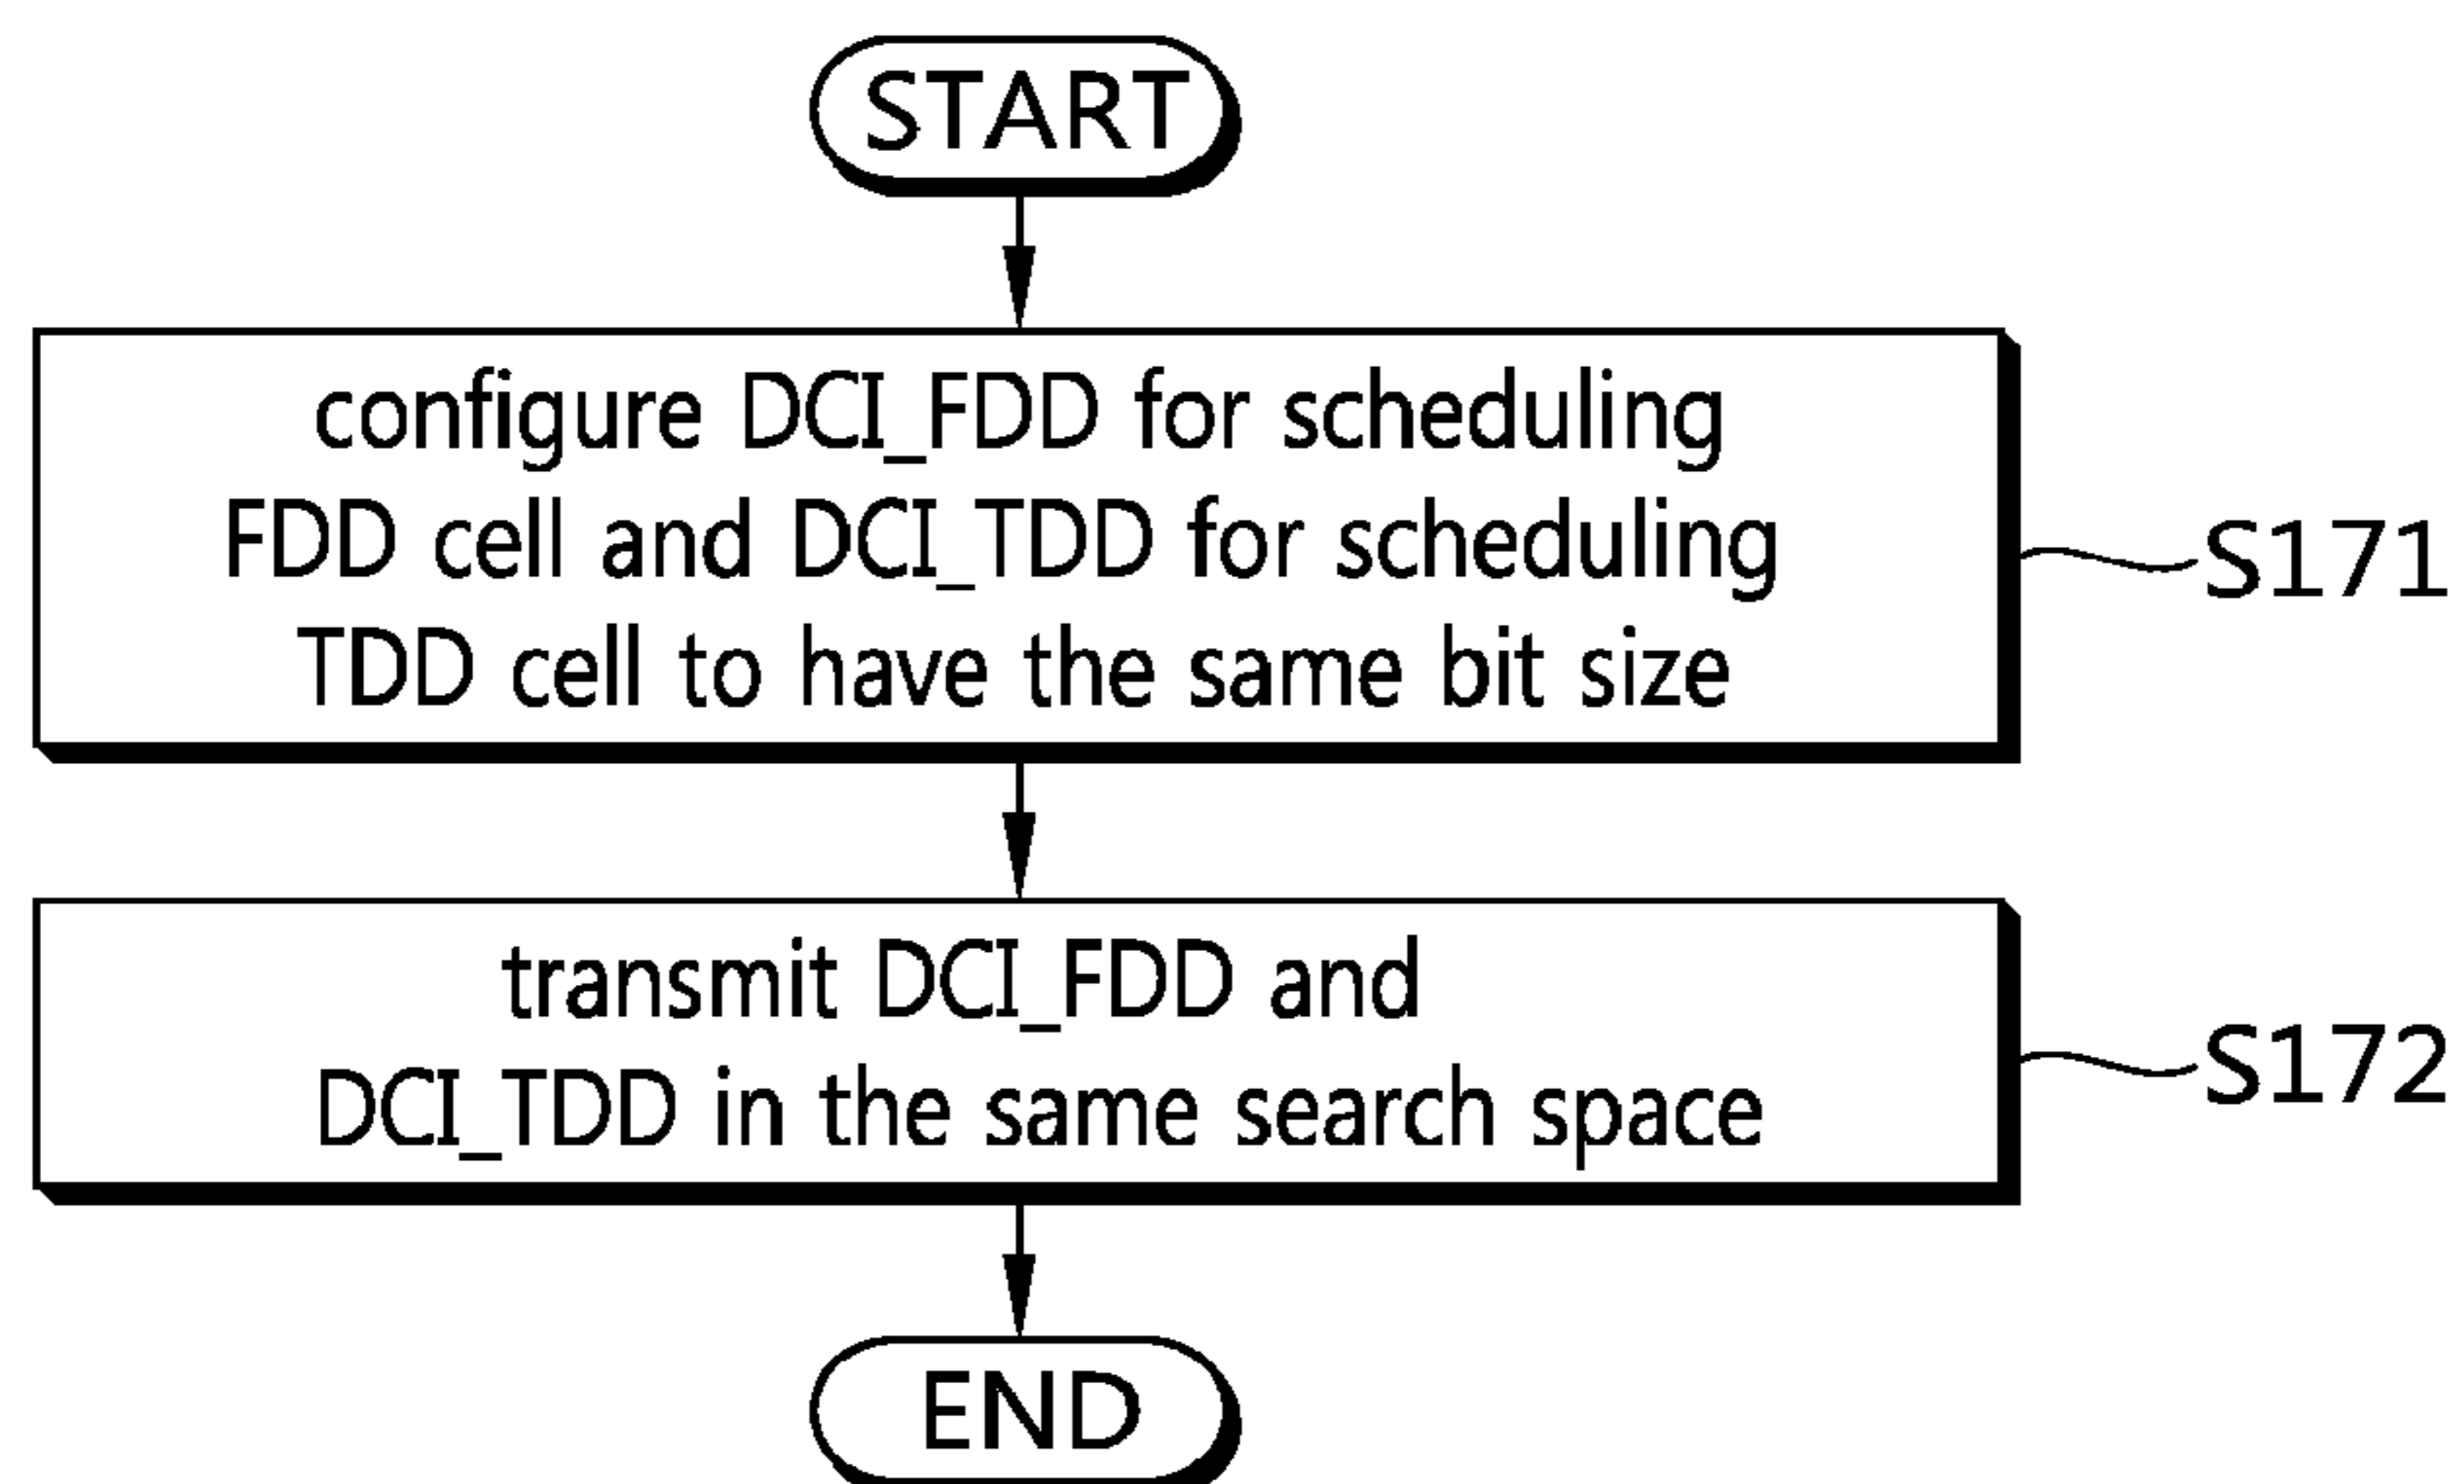 START
configure DCI_FDD for scheduling
FDD cell and DCI_TDD for scheduling
TDD cell to have the same bit size
S171
transmit DCI_FDD and
DCI_TDD in the same search space
S172
END